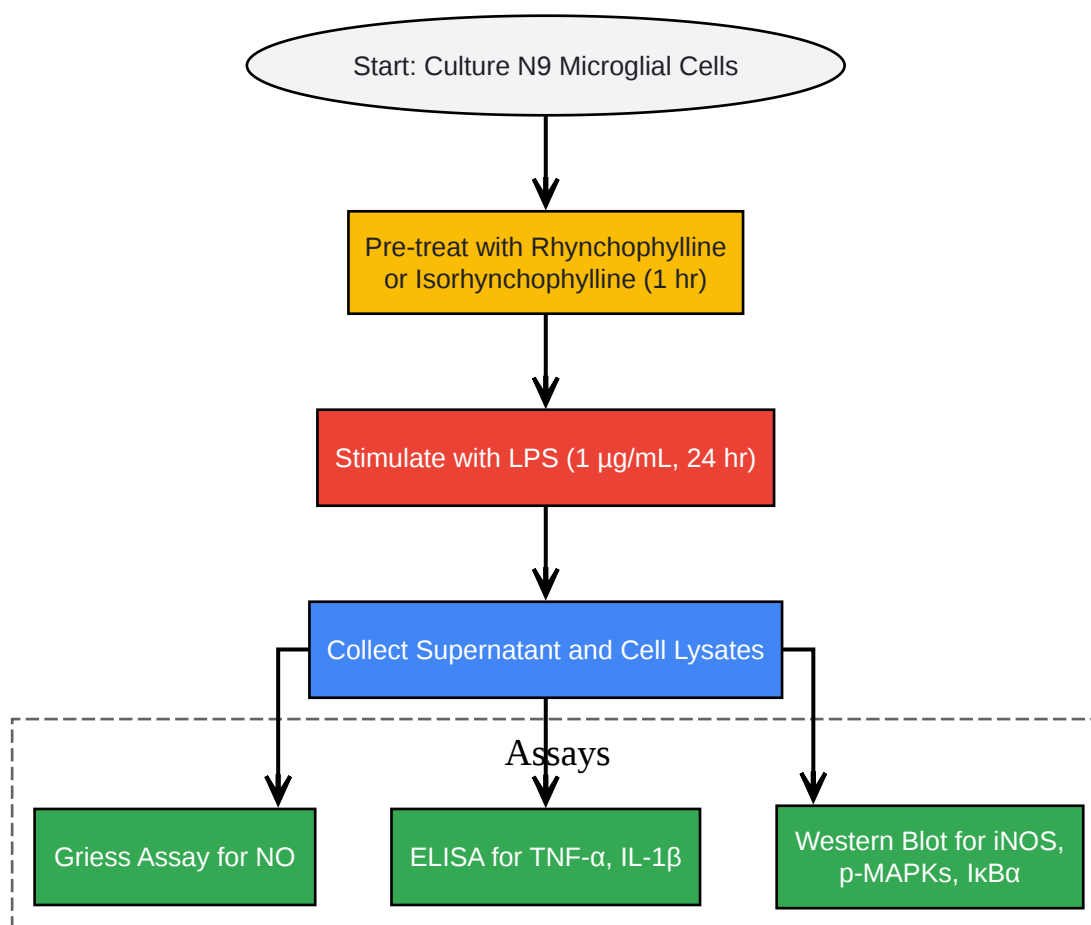 Start: Culture N9 Microglial Cells
Pre-treat with Rhynchophylline
or Isorhynchophylline (1 hr)
Stimulate with LPS (1 µg/mL, 24 hr)
Collect Supernatant and Cell Lysates
Assays
Griess Assay for NO
ELISA for TNF-α, IL-1β
Western Blot for iNOS,
p-MAPKs, IκBα